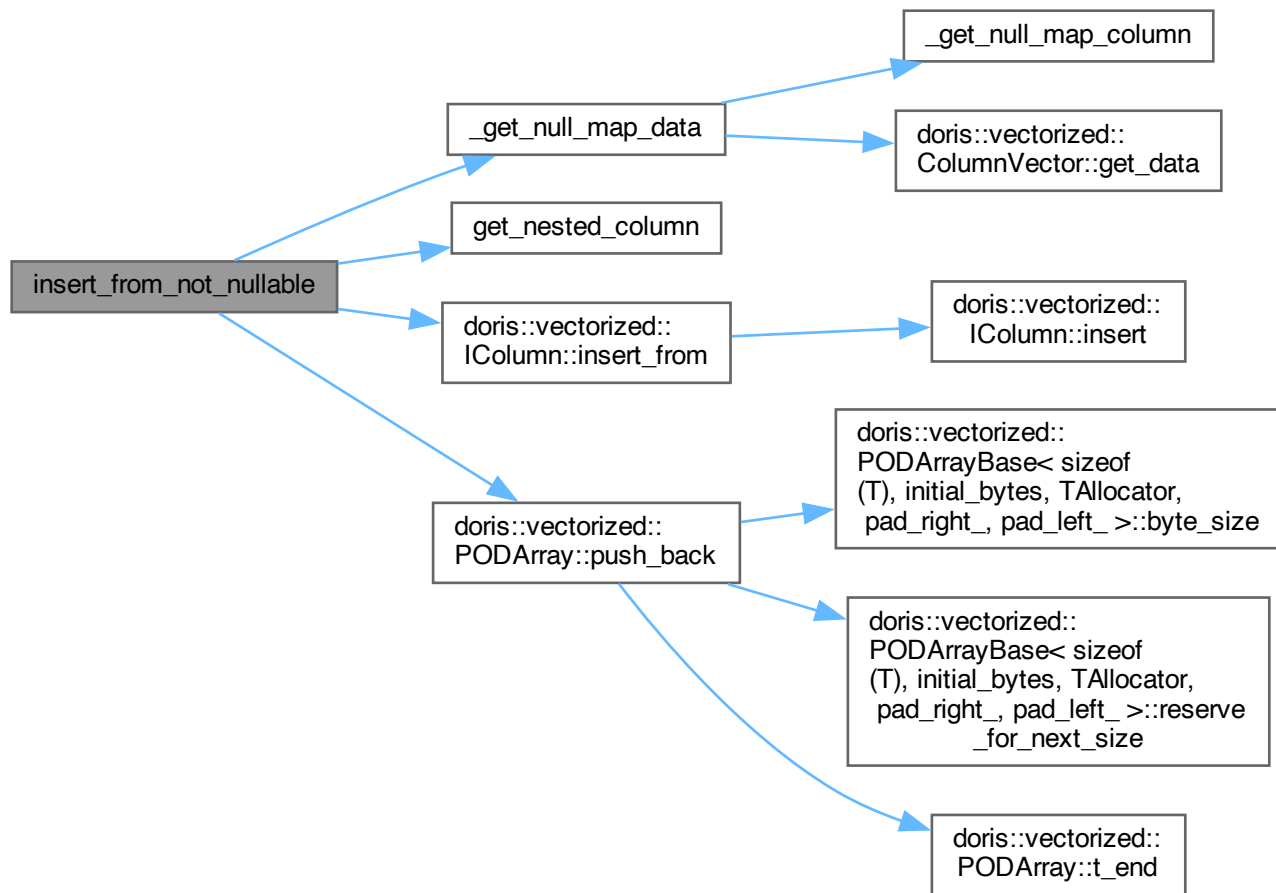 _get_null_map_column
_get_null_map_data
doris::vectorized::
ColumnVector::get_data
get_nested_column
insert_from_not_nullable
doris::vectorized::
IColumn::insert_from
doris::vectorized::
IColumn::insert
doris::vectorized::
PODArrayBase< sizeof
(T), initial_bytes, TAllocator,
pad_right_, pad_left_ >::byte_size
doris::vectorized::
PODArray::push_back
doris::vectorized::
PODArrayBase< sizeof
(T), initial_bytes, TAllocator,
pad_right_, pad_left_ >::reserve
_for_next_size
doris::vectorized::
PODArray::t_end